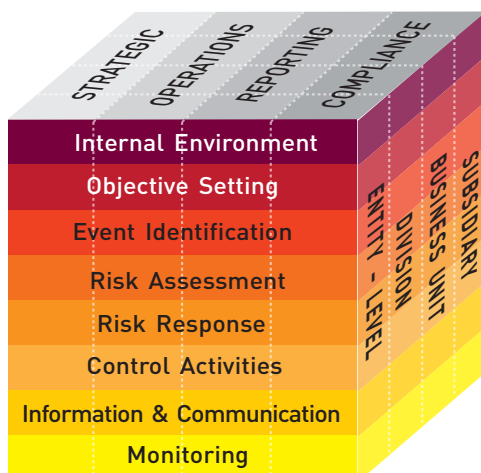 STRATEGIC
OPERATIONS
REPORTING
COMPLIANCE
Internal Environment
Objective Setting
Event Identification
Risk Assessment
Risk Response
Control Activities
Information & Communication
Monitoring
ENTITY - LEVEL
DIVISION
BUSINESS UNIT
SUBSIDIARY